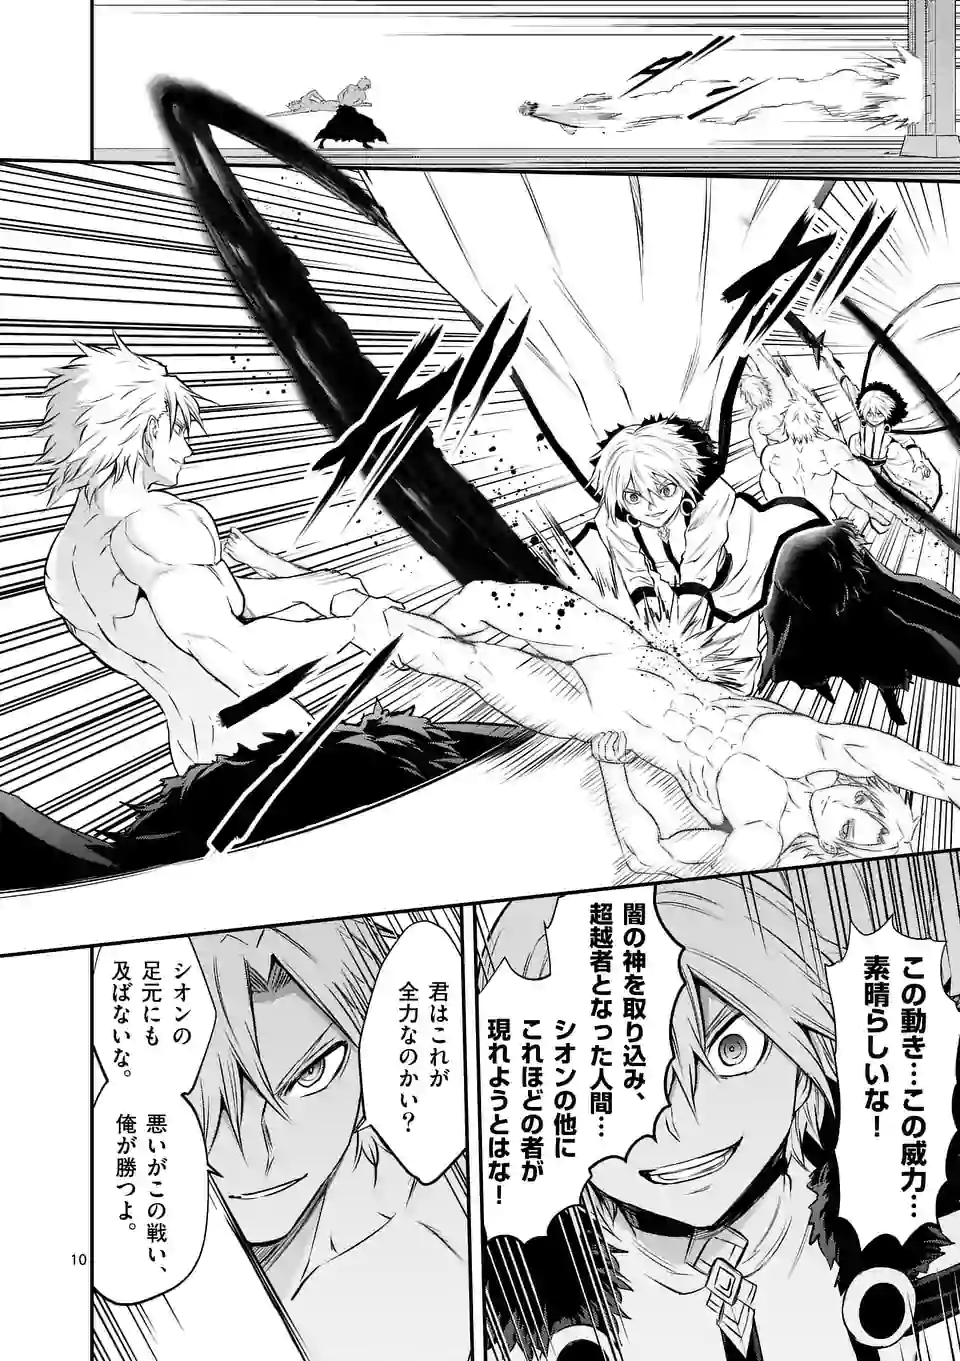 ドッ
ガッ
この動き…この威力…
素晴らしいな！
闇の神を取り込み、
超越者となった人間…
シオンの他に
これほどの者が
現れようとはな！
君はこれが
全力なのかい？
シオンの
足元にも
及ばないな。
悪いがこの戦い、
俺が勝つよ。
10